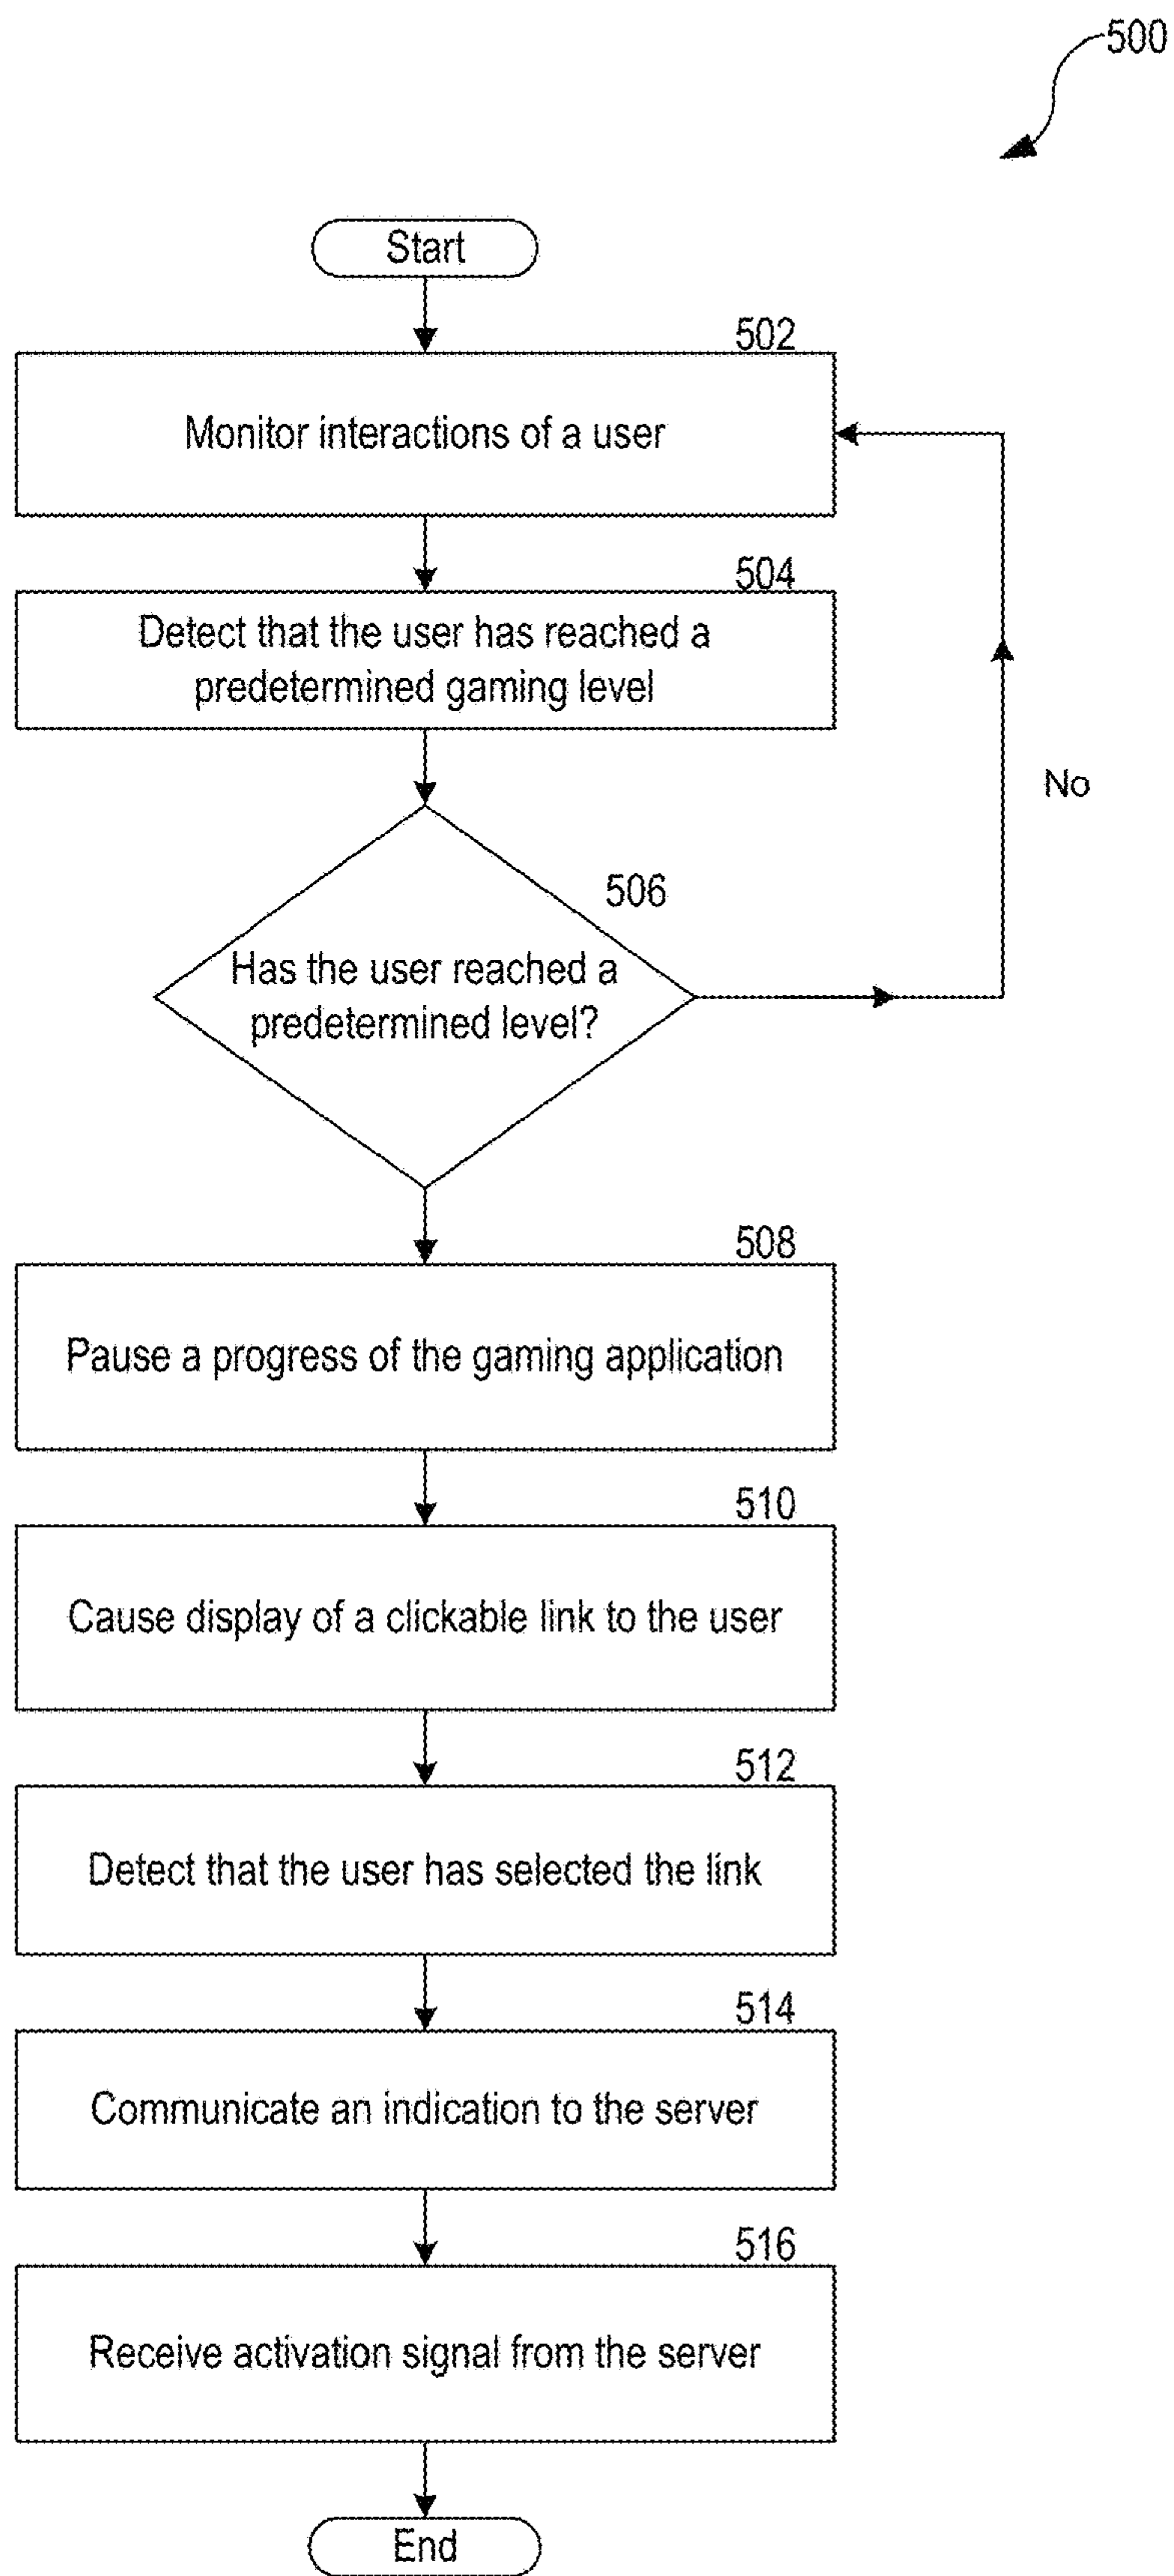 500
Start
502
Monitor interactions of a user
504
Detect that the user has reached a
predetermined gaming level
No
506
Has the user reached a
predetermined level?
508
Pause a progress of the gaming application
510
Cause display of a clickable link to the user
512
Detect that the user has selected the link
514
Communicate an indication to the server
516
Receive activation signal from the server
End